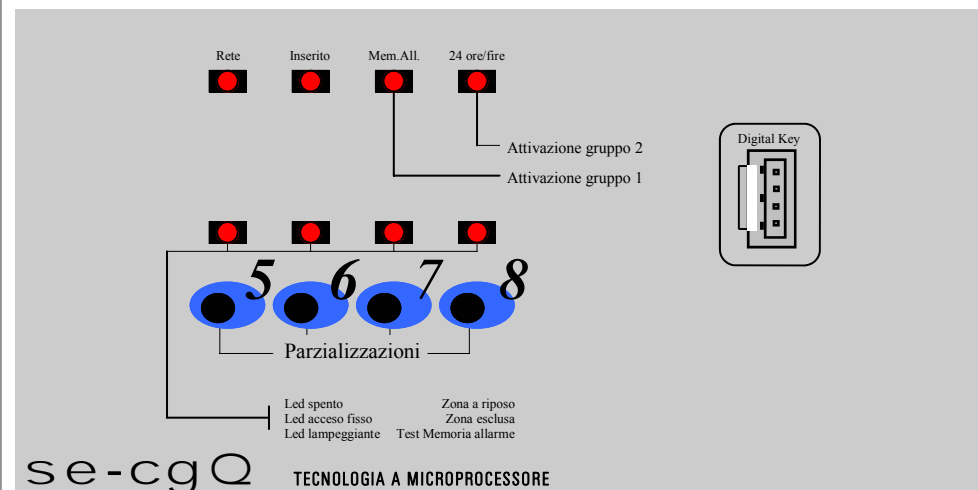 Rete Inserito Mem.All. 24 ore/fire
Digital Key
Attivazione gruppo 2
Attivazione gruppo 1
5 6 7 8
Parzializzazioni
Led spento Zona a riposo
Led acceso fisso Zona esclusa
Led lampeggiante Test Memoria allarme
se-cgQ TECNOLOGIA A MICROPROCESSORE